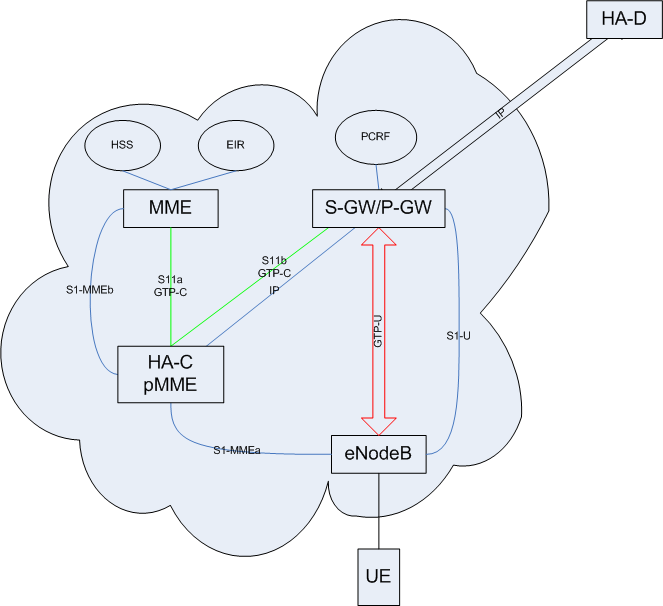 HA-D
IP
HSS
EIR
PCRF
MME
S-GW/P-GW
S11b
GTP-C
IP
S11a
GTP-C
S1-MMEb
GTP-U
S1-U
HA-C
pMME
S1-MMEa
eNodeB
UE